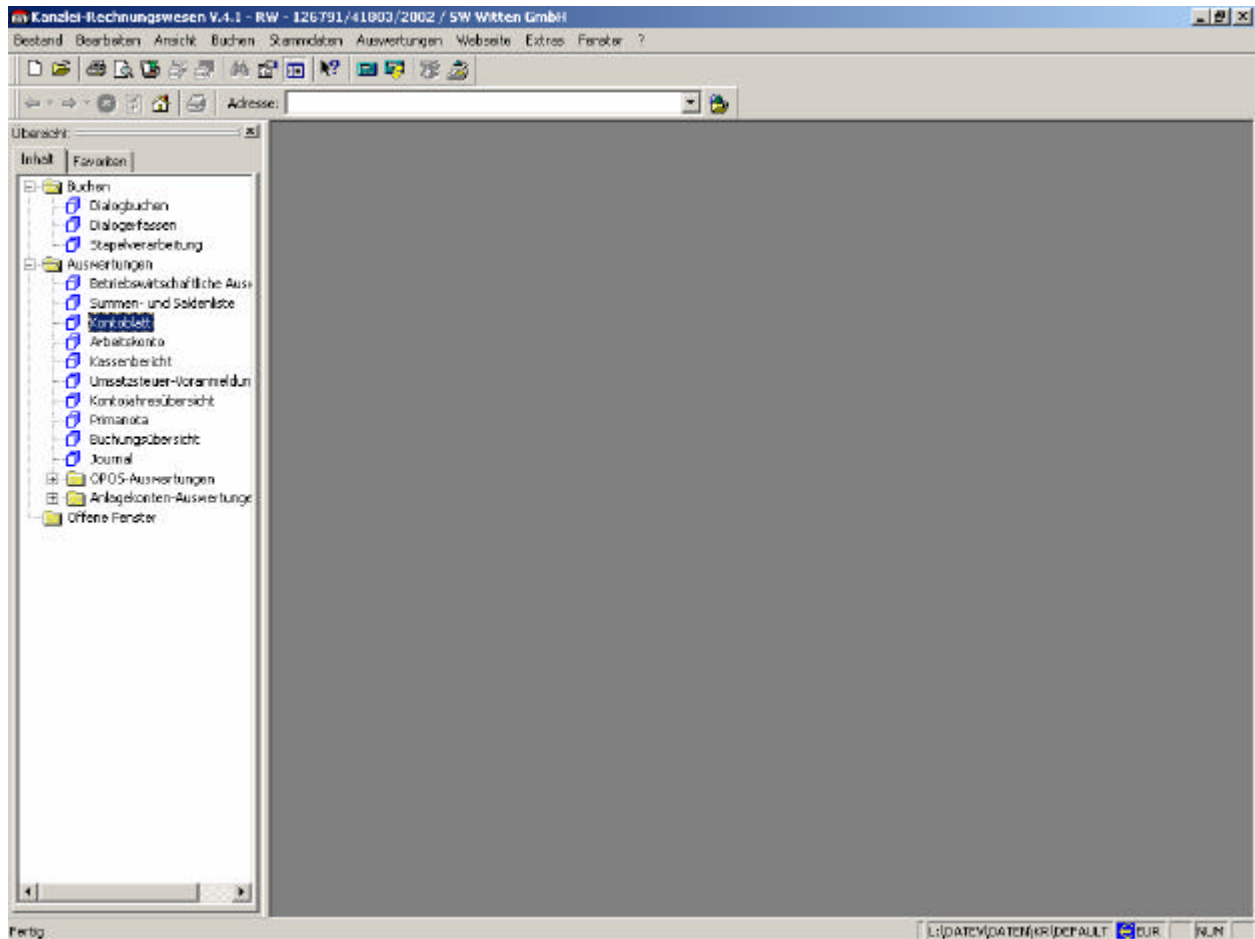 Kanzlei-Rechnungswesen V.4.1 - RW - 126791/41803/2002 / SW Witten GmbH
Bestand Bearbeiten Ansicht Buchen Stammdaten Auswertungen Webseite Extras Fenster ?
Adresse:
Übersicht:
Inhalt Favoriten
Buchen
Dialogbuchen
Dialogerfassen
Stapelverarbeitung
Auswertungen
Betriebswirtschaftliche Ausw
Summen- und Saldenliste
Kontoblatt
Arbeitskonto
Kassenbericht
Umsatzsteuer-Voranmeldun
Kontojahresübersicht
Primanota
Buchungsübersicht
Journal
OPOS-Auswertungen
Anlagekonten-Auswertunge
Offene Fenster
Fertig L:\DATEV\DATEN\KR\DEFAULT EUR NUM